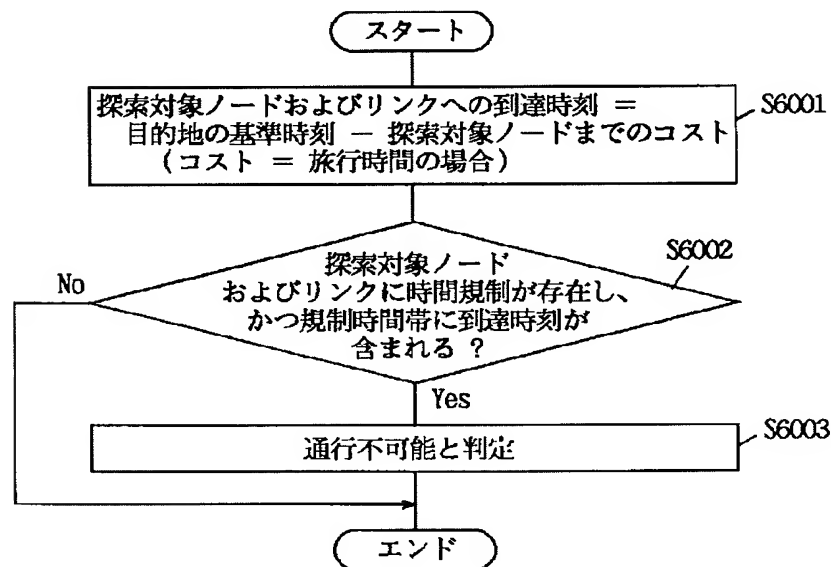 スタート
探索対象ノードおよびリンクへの到達時刻 =
目的地の基準時刻 － 探索対象ノードまでのコスト
(コスト = 旅行時間の場合)
S6001
S6002
探索対象ノード
およびリンクに時間規制が存在し、
かつ規制時間帯に到達時刻が
含まれる ?
No
Yes
通行不可能と判定
S6003
エンド